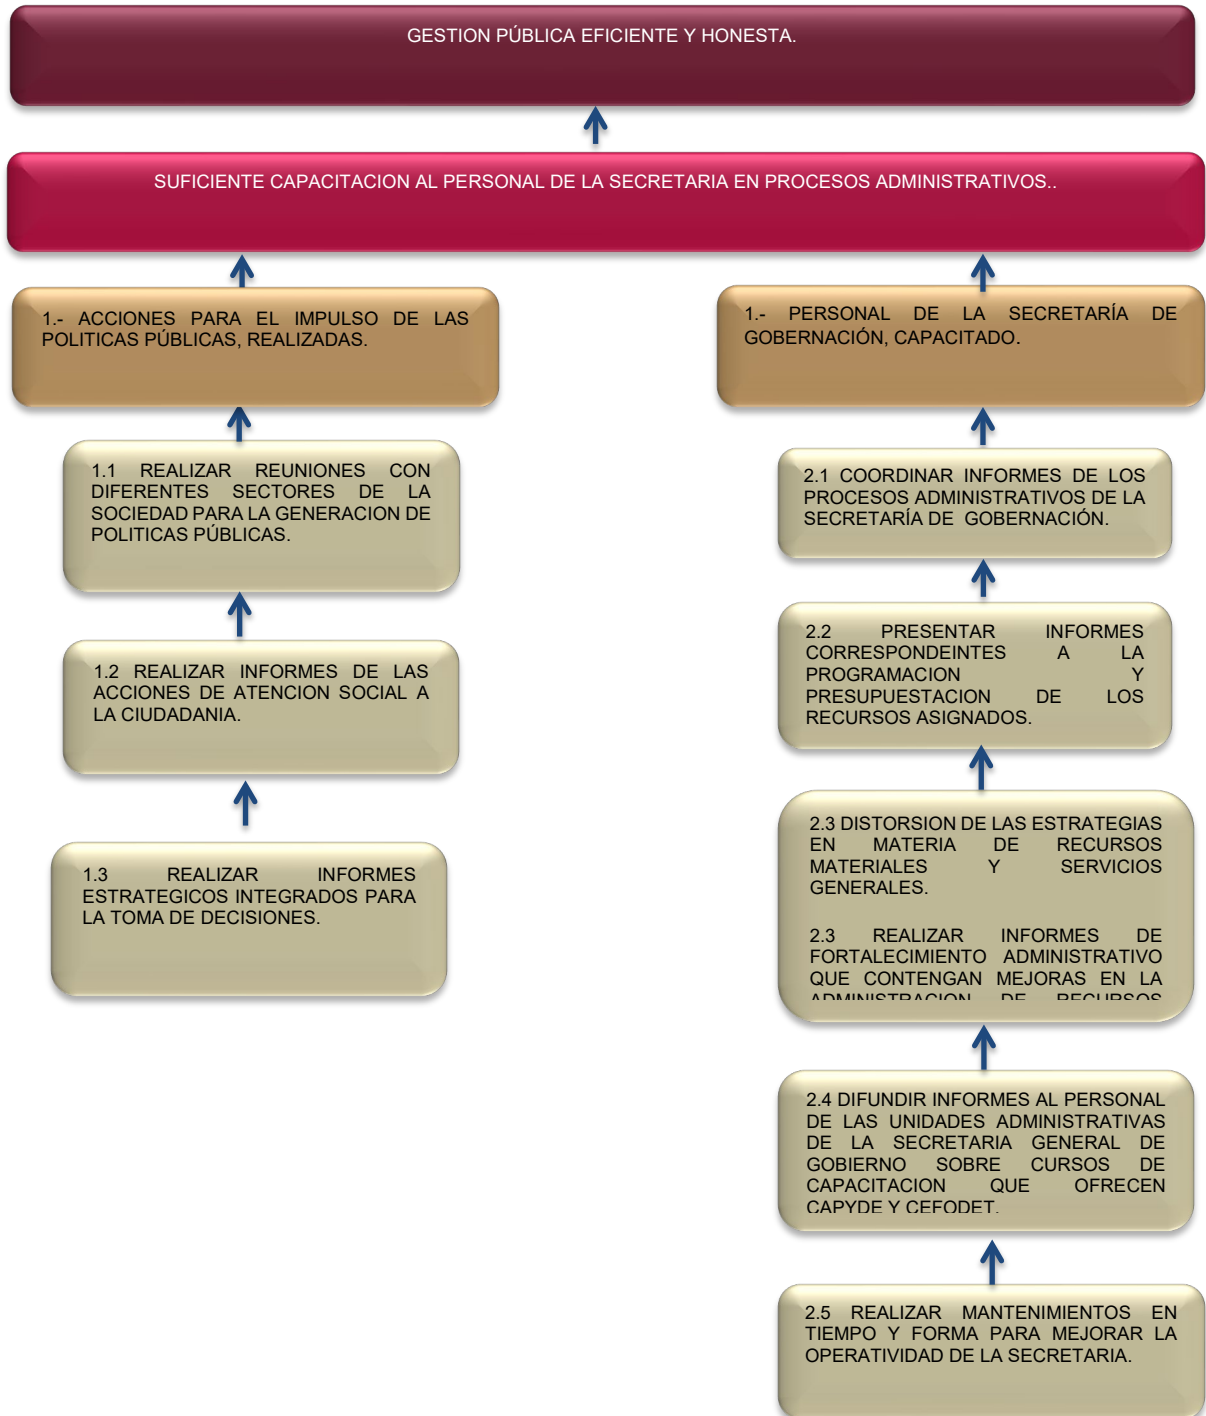 GESTION PÚBLICA EFICIENTE Y HONESTA.
SUFICIENTE CAPACITACION AL PERSONAL DE LA SECRETARIA EN PROCESOS ADMINISTRATIVOS..
1.- ACCIONES PARA EL IMPULSO DE LAS
POLITICAS PÚBLICAS, REALIZADAS.
1.1 REALIZAR REUNIONES CON
DIFERENTES SECTORES DE LA
SOCIEDAD PARA LA GENERACION DE
POLITICAS PÚBLICAS.
1.2 REALIZAR INFORMES DE LAS
ACCIONES DE ATENCION SOCIAL A
LA CIUDADANIA.
1.3 REALIZAR INFORMES
ESTRATEGICOS INTEGRADOS PARA
LA TOMA DE DECISIONES.
1.- PERSONAL DE LA SECRETARÍA DE
GOBERNACIÓN, CAPACITADO.
2.1 COORDINAR INFORMES DE LOS
PROCESOS ADMINISTRATIVOS DE LA
SECRETARÍA DE GOBERNACIÓN.
2.2 PRESENTAR INFORMES
CORRESPONDEINTES A LA
PROGRAMACION Y
PRESUPUESTACION DE LOS
RECURSOS ASIGNADOS.
2.3 DISTORSION DE LAS ESTRATEGIAS
EN MATERIA DE RECURSOS
MATERIALES Y SERVICIOS
GENERALES.
2.3 REALIZAR INFORMES DE
FORTALECIMIENTO ADMINISTRATIVO
QUE CONTENGAN MEJORAS EN LA
ADMINISTRACION DE RECURSOS
2.4 DIFUNDIR INFORMES AL PERSONAL
DE LAS UNIDADES ADMINISTRATIVAS
DE LA SECRETARIA GENERAL DE
GOBIERNO SOBRE CURSOS DE
CAPACITACION QUE OFRECEN
CAPYDE Y CEFODET.
2.5 REALIZAR MANTENIMIENTOS EN
TIEMPO Y FORMA PARA MEJORAR LA
OPERATIVIDAD DE LA SECRETARIA.